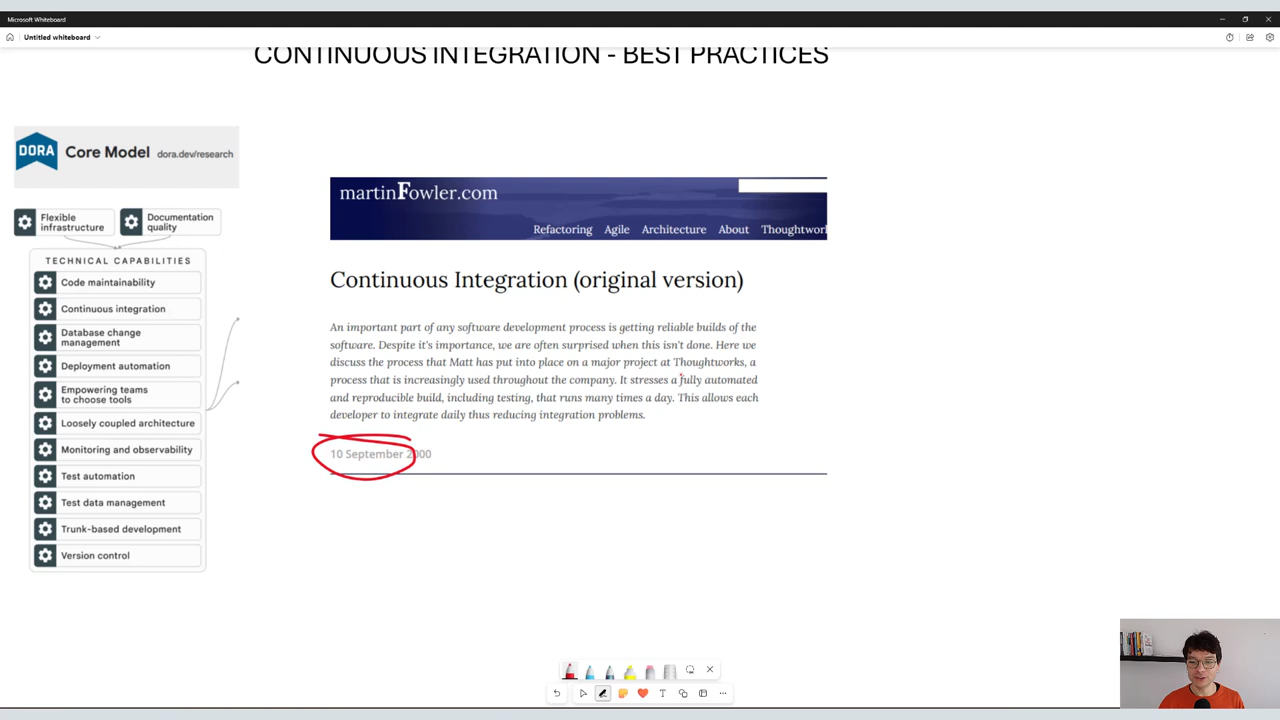 Microsoft Whiteboard
Untitled whiteboard
CONTINUOUS INTEGRATION - BEST PRACTICES
DORA Core Model dora.dev/research
Flexible infrastructure
Documentation quality
TECHNICAL CAPABILITIES
Code maintainability
Continuous integration
Database change
management
Deployment automation
Empowering teams
to choose tools
Loosely coupled architecture
Monitoring and observability
Test automation
Test data management
Trunk-based development
Version control
martinFowler.com
Refactoring Agile Architecture About Thoughtwor
Continuous Integration (original version)
An important part of any software development process is getting reliable builds of the
software. Despite it's importance, we are often surprised when this isn't done. Here we
discuss the process that Matt has put into place on a major project at Thoughtworks, a
process that is increasingly used throughout the company. It stresses a fully automated
and reproducible build, including testing, that runs many times a day. This allows each
developer to integrate daily thus reducing integration problems.
10 September 2000